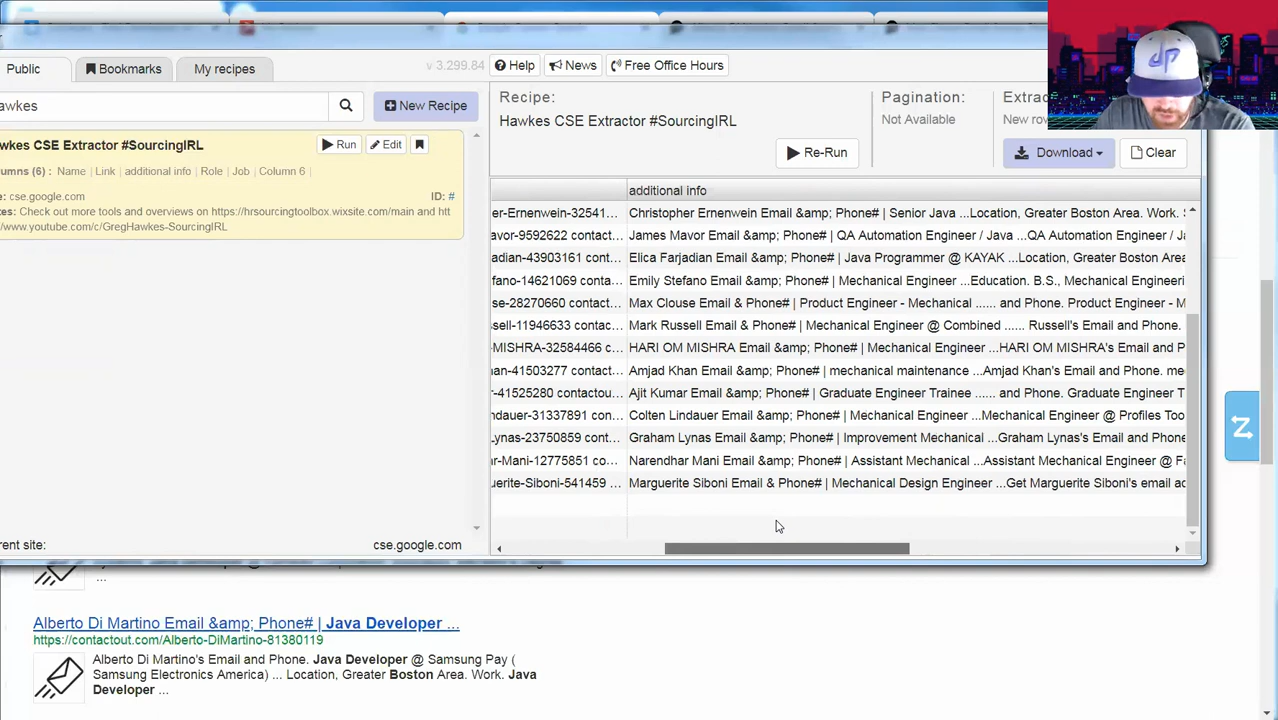 Public
Bookmarks
My recipes
v 3.299.84
Help
News
Free Office Hours
awkes
New Recipe
Recipe:
Hawkes CSE Extractor #SourcingIRL
Re-Run
Pagination:
Not Available
Extrac
New rov
Download
Clear
wkes CSE Extractor #SourcingIRL
Run
Edit
umns (6) : Name | Link | additional info | Role | Job | Column 6 |
e: cse.google.com
ID: #
tes: Check out more tools and overviews on https://hrsourcingtoolbox.wixsite.com/main and htt
//www.youtube.com/c/GregHawkes-SourcingIRL
additional info
er-Ernenwein-32541... Christopher Ernenwein Email &amp; Phone# | Senior Java ...Location, Greater Boston Area. Work.
avor-9592622 contact... James Mavor Email &amp; Phone# | QA Automation Engineer / Java ...QA Automation Engineer / Ja
adian-43903161 cont... Elica Farjadian Email &amp; Phone# | Java Programmer @ KAYAK ...Location, Greater Boston Area
fano-14621069 conta... Emily Stefano Email &amp; Phone# | Mechanical Engineer ...Education. B.S., Mechanical Engineeri
se-28270660 contact... Max Clouse Email & Phone# | Product Engineer - Mechanical ...... and Phone. Product Engineer - M
ssell-11946633 contac... Mark Russell Email & Phone# | Mechanical Engineer @ Combined ...... Russell's Email and Phone.
-MISHRA-32584466 c... HARI OM MISHRA Email &amp; Phone# | Mechanical Engineer ...HARI OM MISHRA's Email and P
han-41503277 contac... Amjad Khan Email &amp; Phone# | mechanical maintenance ...Amjad Khan's Email and Phone. me
r-41525280 contactou... Ajit Kumar Email &amp; Phone# | Graduate Engineer Trainee ...... and Phone. Graduate Engineer T
ndauer-31337891 con... Colten Lindauer Email &amp; Phone# | Mechanical Engineer ...Mechanical Engineer @ Profiles Too
Lynas-23750859 cont... Graham Lynas Email &amp; Phone# | Improvement Mechanical ...Graham Lynas's Email and Phone
ar-Mani-12775851 co... Narendhar Mani Email &amp; Phone# | Assistant Mechanical ...Assistant Mechanical Engineer @ Fa
uerite-Siboni-541459 ... Marguerite Siboni Email & Phone# | Mechanical Design Engineer ...Get Marguerite Siboni's email ad
rent site:
cse.google.com
...
Alberto Di Martino Email &amp; Phone# | Java Developer ...
https://contactout.com/Alberto-DiMartino-81380119
Alberto Di Martino's Email and Phone. Java Developer @ Samsung Pay (
Samsung Electronics America) ... Location, Greater Boston Area. Work. Java
Developer ...
dp